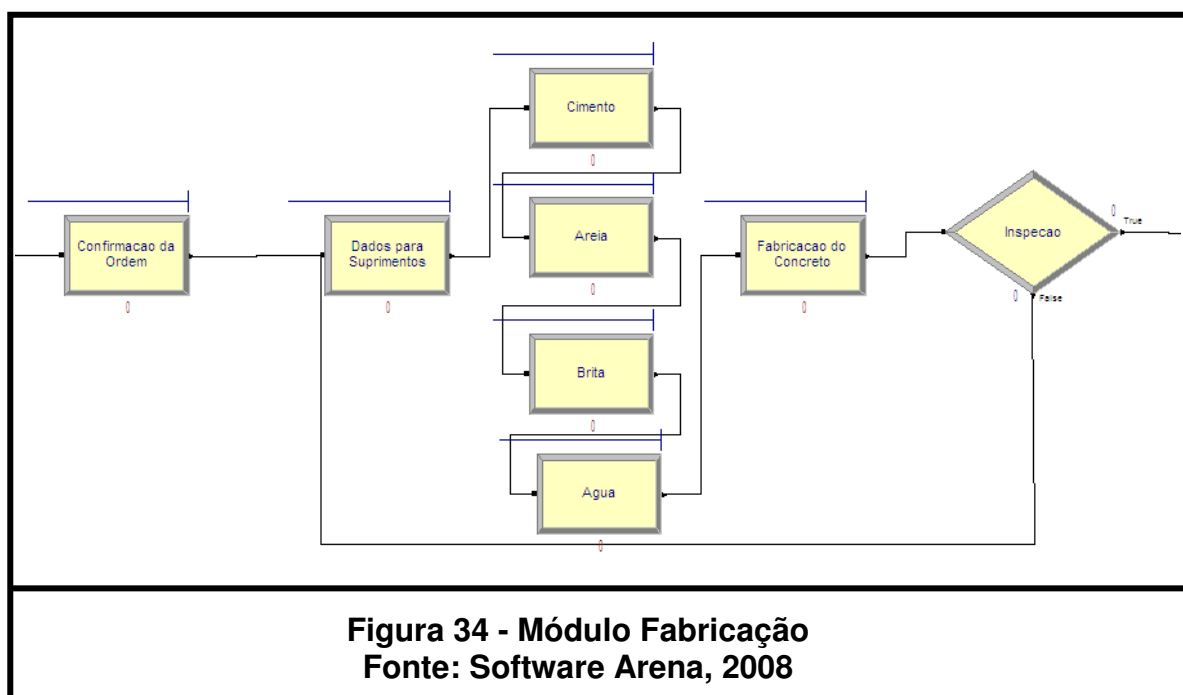 Cimento
0
Confirmacao da
Ordem
0
Dados para
Suprimentos
0
Areia
0
Brita
0
Agua
0
Fabricacao do
Concreto
0
Inspecao
0
True
0
False
Figura 34 - Módulo Fabricação
Fonte: Software Arena, 2008